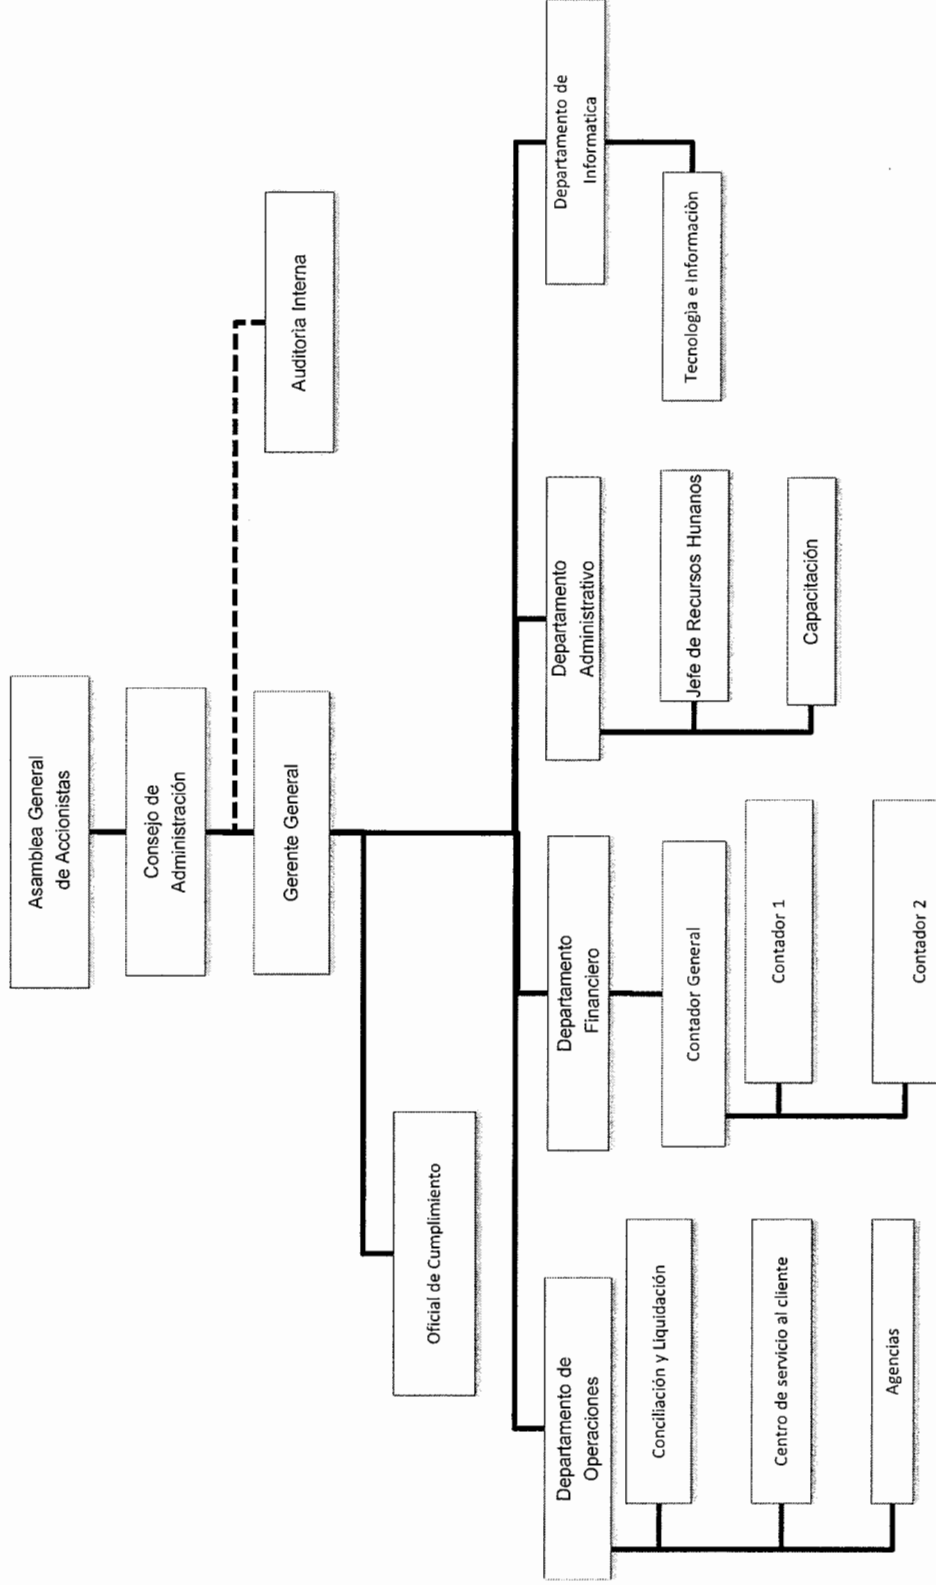 Asamblea General
de Accionistas
Consejo de
Administración
Gerente General
Auditoria Interna
Oficial de Cumplimiento
Departamento de
Operaciones
Conciliación y Liquidación
Centro de servicio al cliente
Agencias
Departamento
Financiero
Contador General
Contador 1
Contador 2
Departamento
Administrativo
Jefe de Recursos Hunanos
Capacitación
Departamento de
Informatica
Tecnologìa e Informaciòn